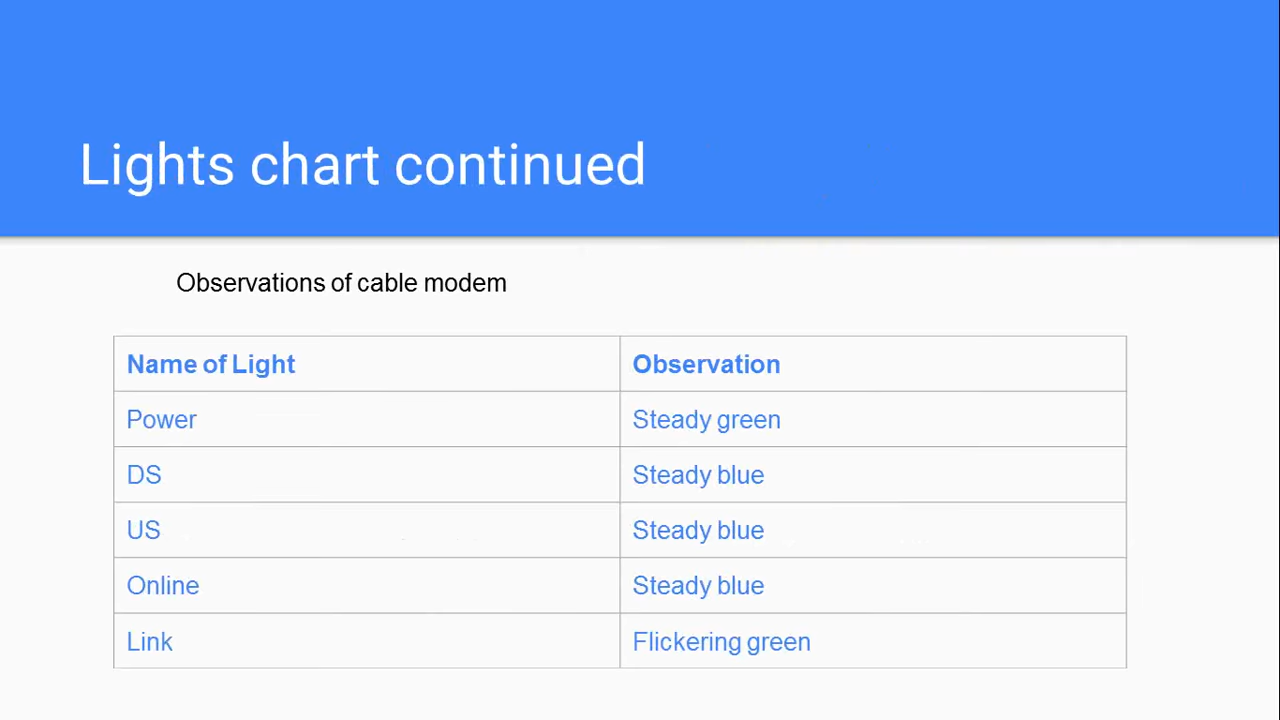 Lights chart continued
Observations of cable modem
Name of Light Observation
Power Steady green
DS Steady blue
US Steady blue
Online Steady blue
Link Flickering green